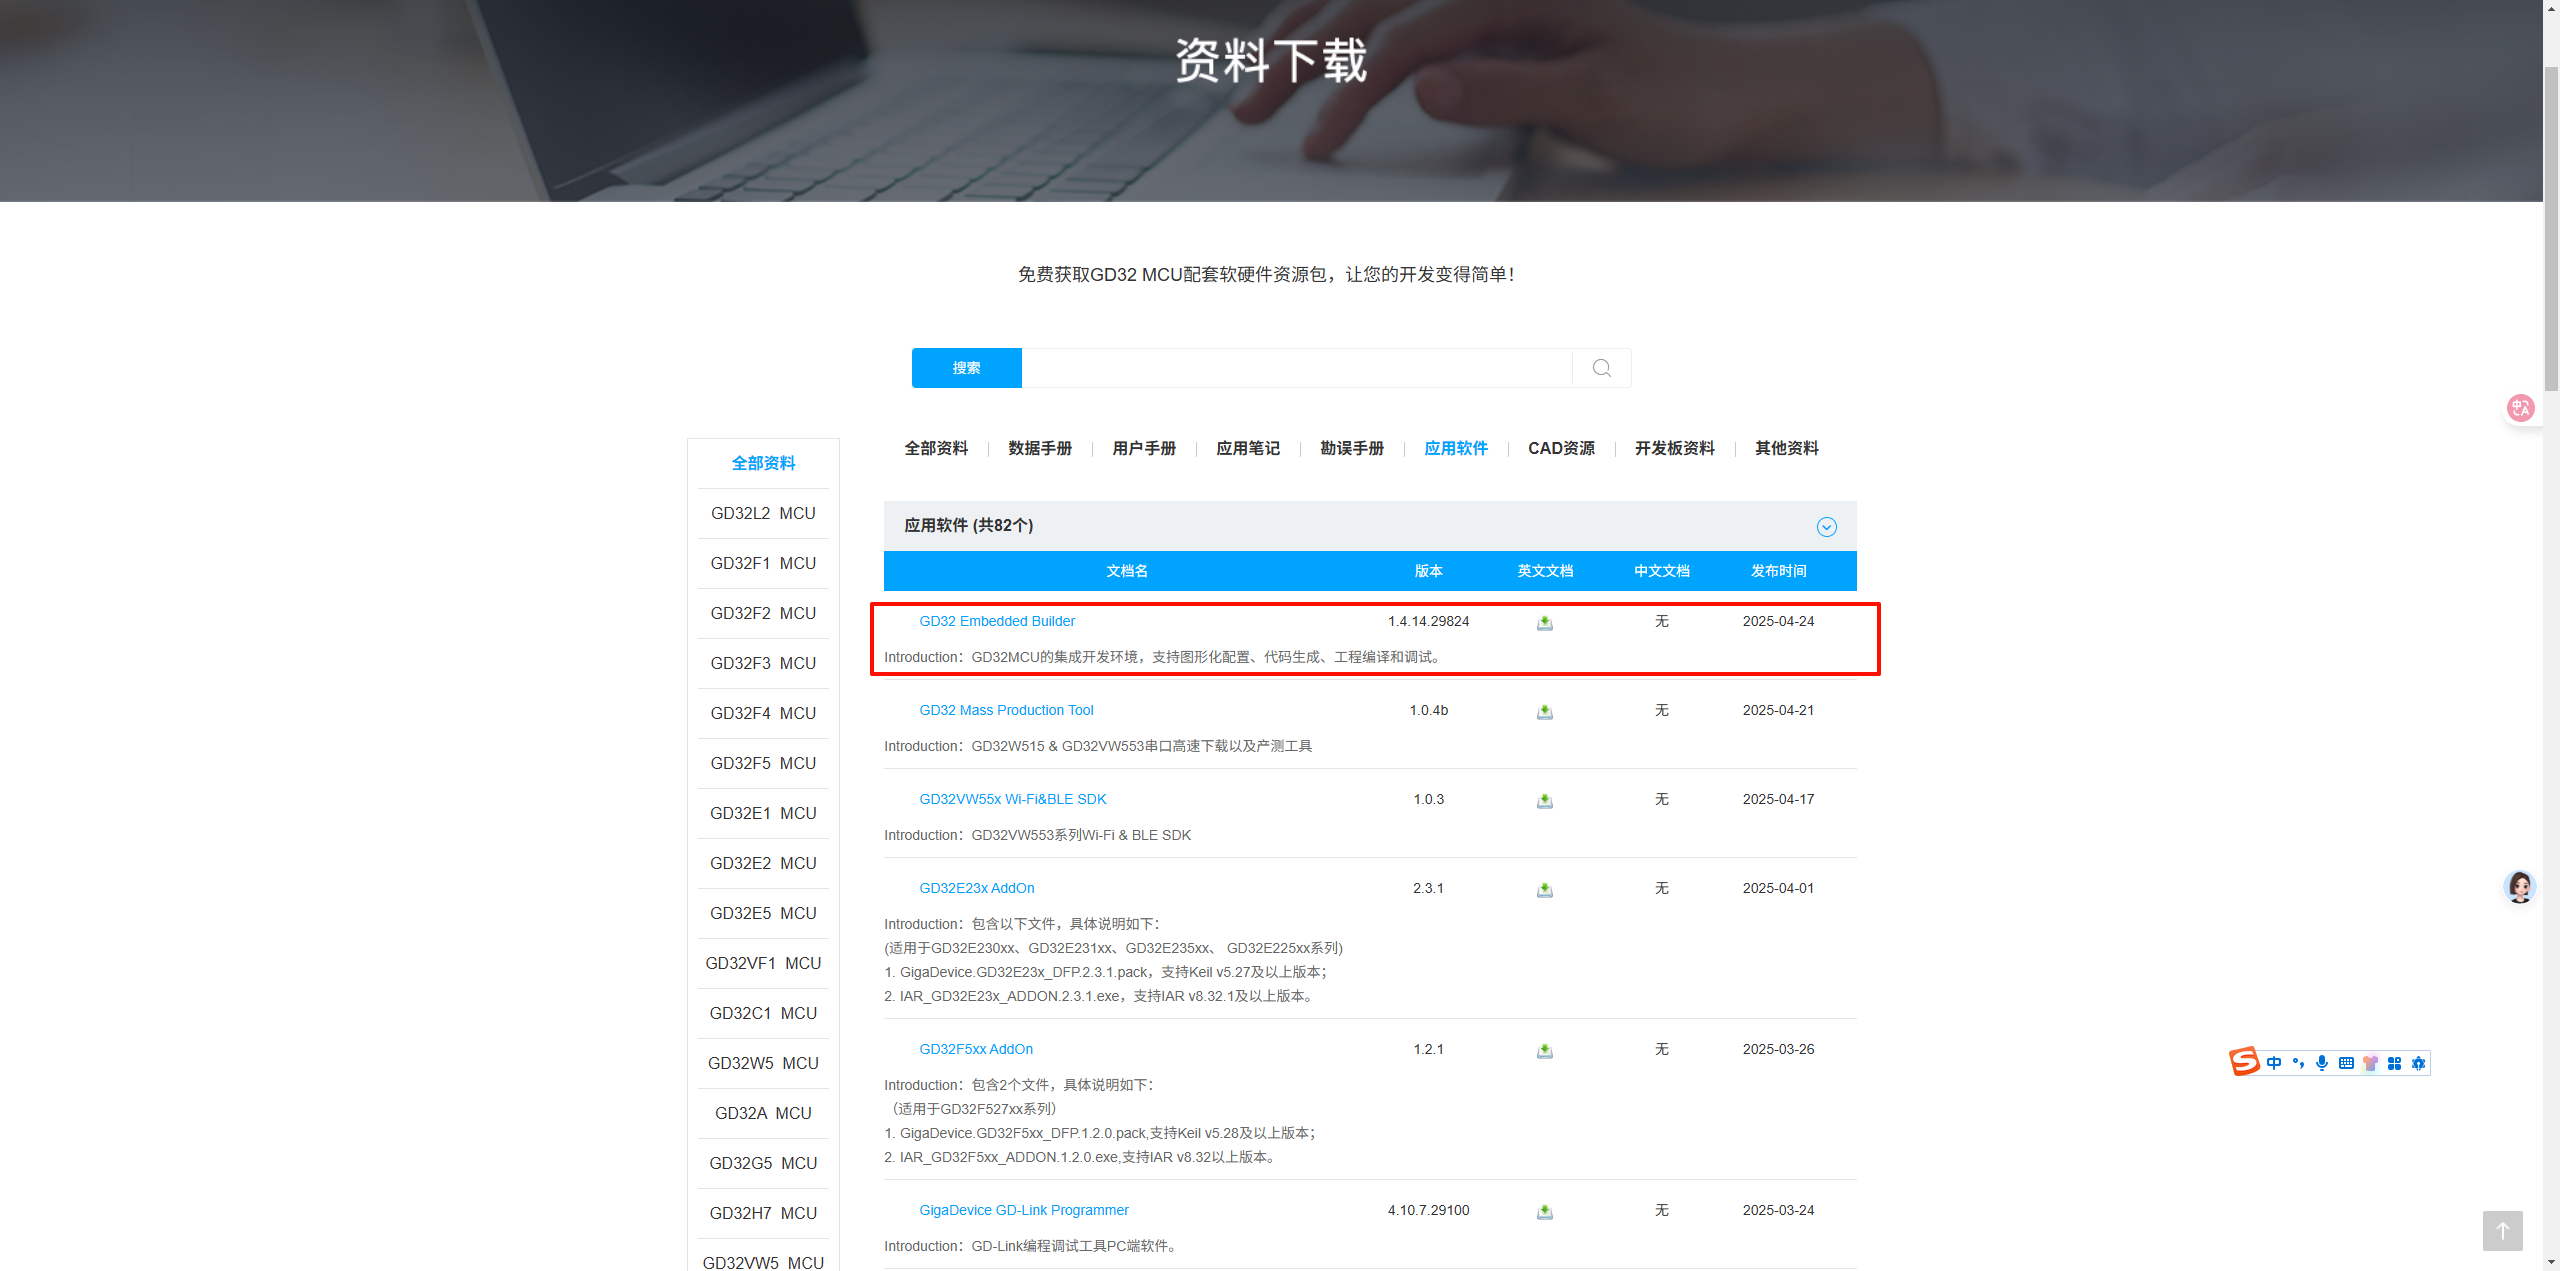 资料下载
免费获取GD32 MCU配套软硬件资源包，让您的开发变得简单！
搜索
全部资料
数据手册
用户手册
应用笔记
勘误手册
应用软件
CAD资源
开发板资料
其他资料
全部资料
GD32L2 MCU
GD32F1 MCU
GD32F2 MCU
GD32F3 MCU
GD32F4 MCU
GD32F5 MCU
GD32E1 MCU
GD32E2 MCU
GD32E5 MCU
GD32VF1 MCU
GD32C1 MCU
GD32W5 MCU
GD32A MCU
GD32G5 MCU
GD32H7 MCU
GD32VW5 MCU
应用软件 (共82个)
文档名 版本 英文文档 中文文档 发布时间
GD32 Embedded Builder 1.4.14.29824 无 2025-04-24
Introduction：GD32MCU的集成开发环境，支持图形化配置、代码生成、工程编译和调试。
GD32 Mass Production Tool 1.0.4b 无 2025-04-21
Introduction：GD32W515 & GD32VW553串口高速下载以及产测工具
GD32VW55x Wi-Fi&BLE SDK 1.0.3 无 2025-04-17
Introduction：GD32VW553系列Wi-Fi & BLE SDK
GD32E23x AddOn 2.3.1 无 2025-04-01
Introduction：包含以下文件，具体说明如下：
(适用于GD32E230xx、GD32E231xx、GD32E235xx、 GD32E225xx系列)
1. GigaDevice.GD32E23x_DFP.2.3.1.pack，支持Keil v5.27及以上版本；
2. IAR_GD32E23x_ADDON.2.3.1.exe，支持IAR v8.32.1及以上版本。
GD32F5xx AddOn 1.2.1 无 2025-03-26
Introduction：包含2个文件，具体说明如下：
（适用于GD32F527xx系列）
1. GigaDevice.GD32F5xx_DFP.1.2.0.pack,支持Keil v5.28及以上版本；
2. IAR_GD32F5xx_ADDON.1.2.0.exe,支持IAR v8.32以上版本。
GigaDevice GD-Link Programmer 4.10.7.29100 无 2025-03-24
Introduction：GD-Link编程调试工具PC端软件。
中